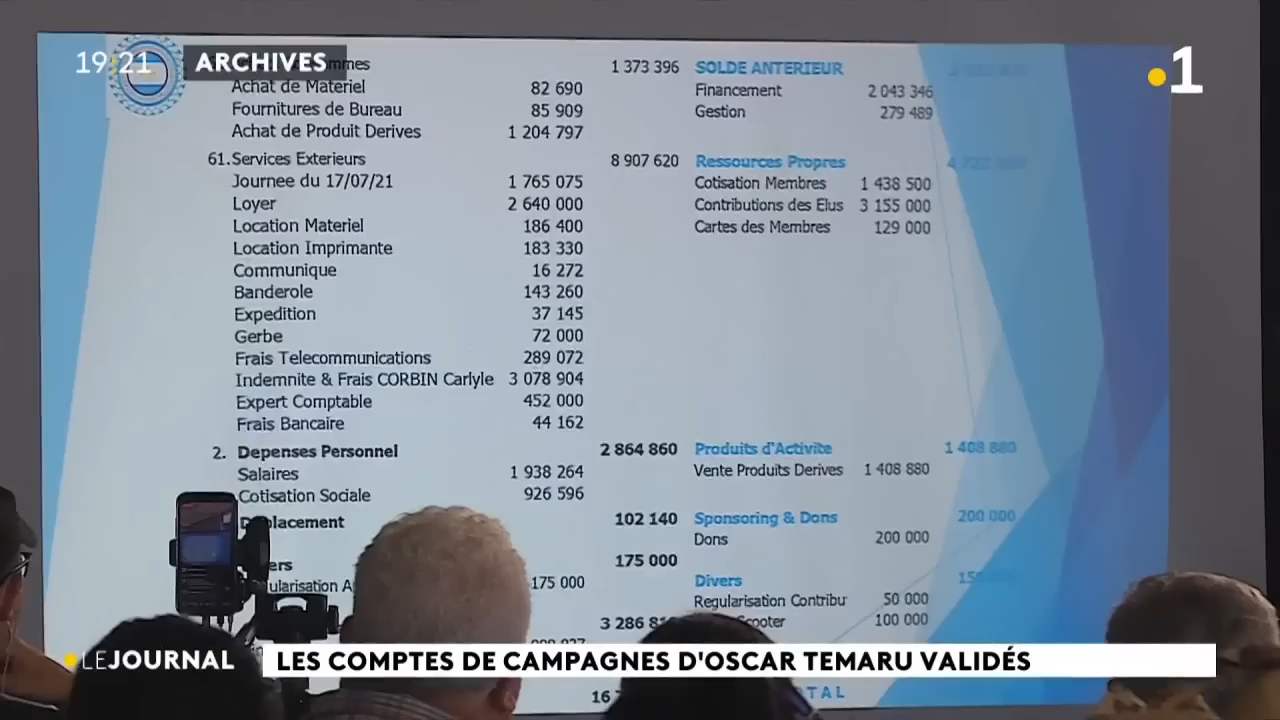 19:21 ARCHIVES
1
1 373 396 SOLDE ANTERIEUR
Achat de Materiel 82 690 Financement 2 043 346
Fournitures de Bureau 85 909 Gestion 279 489
Achat de Produit Derives 1 204 797
61. Services Exterieurs 8 907 620 Ressources Propres
Journee du 17/07/21 1 765 075 Cotisation Membres 1 438 500
Loyer 2 640 000 Contributions des Elus 3 155 000
Location Materiel 186 400 Cartes des Membres 129 000
Location Imprimante 183 330
Communique 16 272
Banderole 143 260
Expedition 37 145
Gerbe 72 000
Frais Telecommunications 289 072
Indemnite & Frais CORBIN Carlyle 3 078 904
Expert Comptable 452 000
Frais Bancaire 44 162
2. Depenses Personnel 2 864 860 Produits d'Activite 1 408 880
Salaires 1 938 264 Vente Produits Derives 1 408 880
Cotisation Sociale 926 596
102 140 Sponsoring & Dons 200 000
Dons 200 000
175 000
175 000 Divers
Regularisation Contribu 50 000
3 286 100 000
LE JOURNAL LES COMPTES DE CAMPAGNES D'OSCAR TEMARU VALIDÉS
16